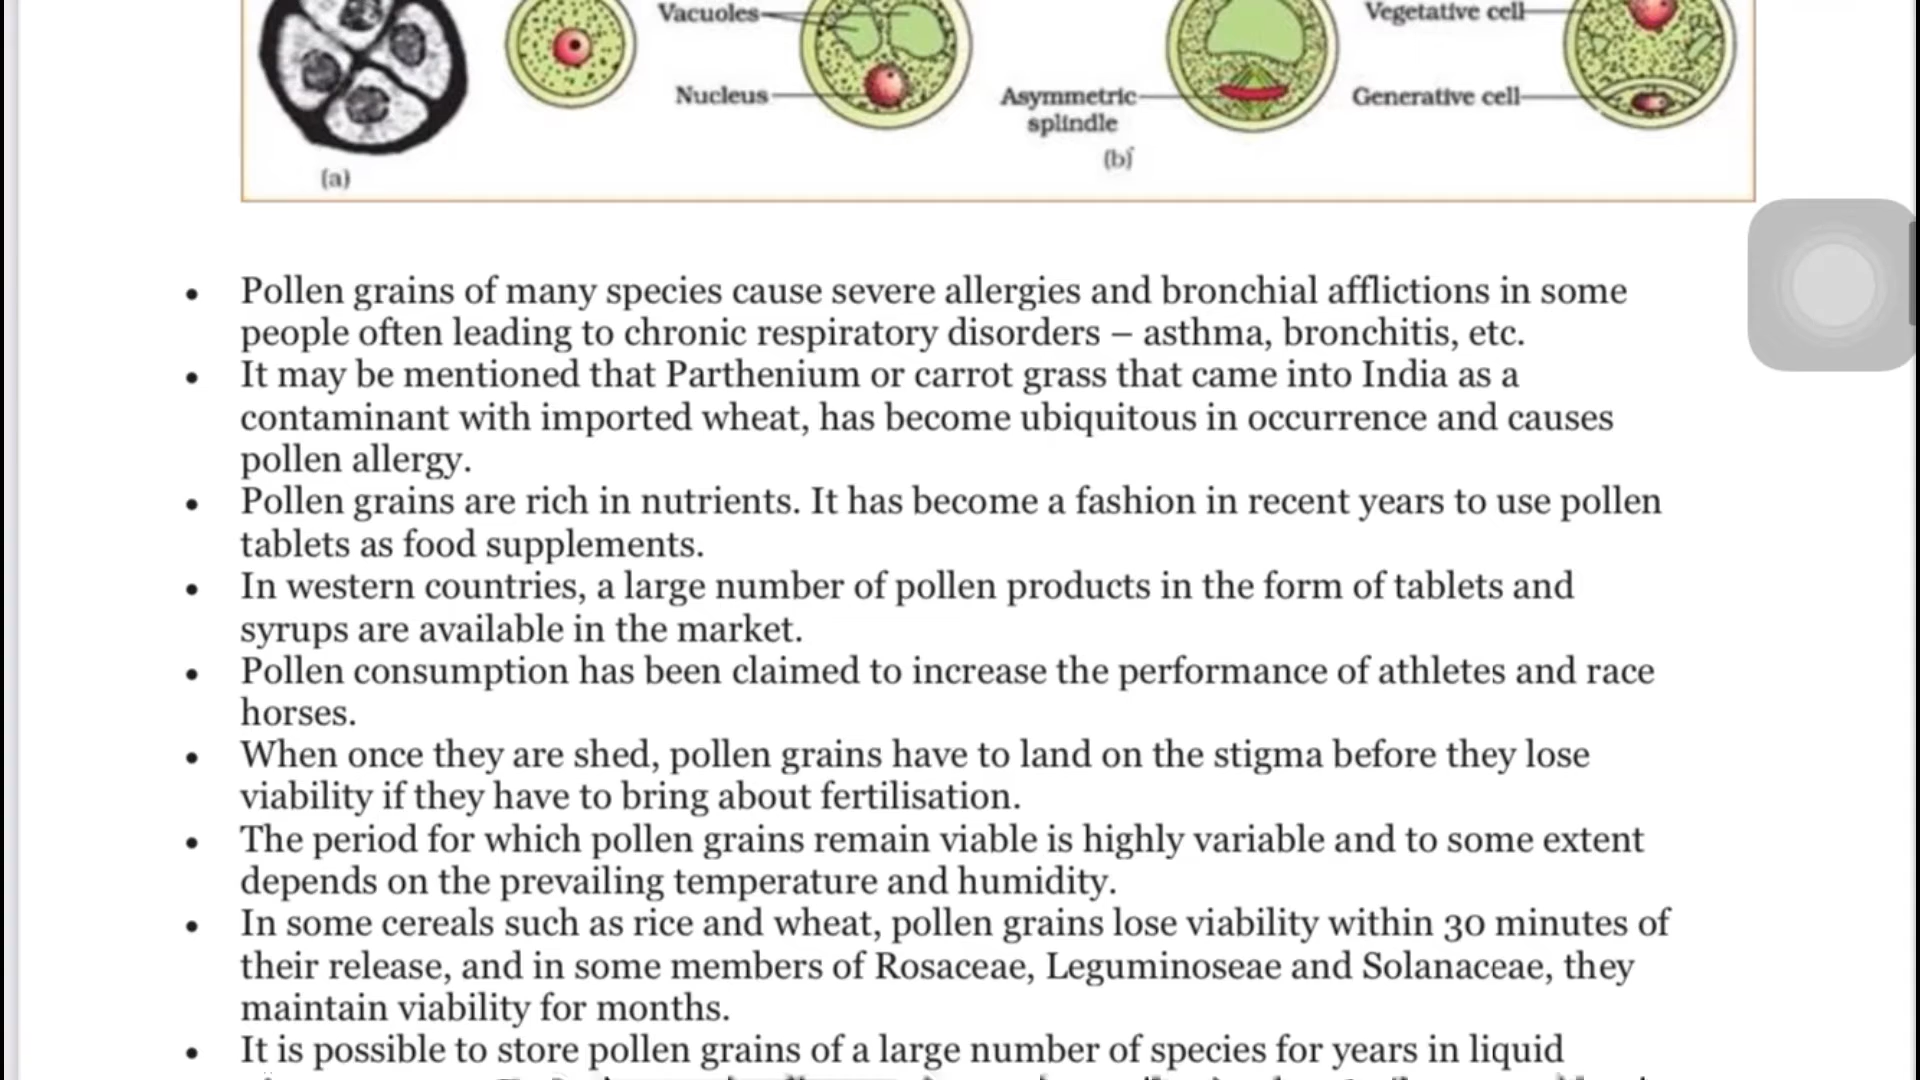 Vacuoles
Vegetative cell
Nucleus
Asymmetric
splindle
Generative cell
(a)
(b)
• Pollen grains of many species cause severe allergies and bronchial afflictions in some
people often leading to chronic respiratory disorders – asthma, bronchitis, etc.
• It may be mentioned that Parthenium or carrot grass that came into India as a
contaminant with imported wheat, has become ubiquitous in occurrence and causes
pollen allergy.
• Pollen grains are rich in nutrients. It has become a fashion in recent years to use pollen
tablets as food supplements.
• In western countries, a large number of pollen products in the form of tablets and
syrups are available in the market.
• Pollen consumption has been claimed to increase the performance of athletes and race
horses.
• When once they are shed, pollen grains have to land on the stigma before they lose
viability if they have to bring about fertilisation.
• The period for which pollen grains remain viable is highly variable and to some extent
depends on the prevailing temperature and humidity.
• In some cereals such as rice and wheat, pollen grains lose viability within 30 minutes of
their release, and in some members of Rosaceae, Leguminoseae and Solanaceae, they
maintain viability for months.
• It is possible to store pollen grains of a large number of species for years in liquid